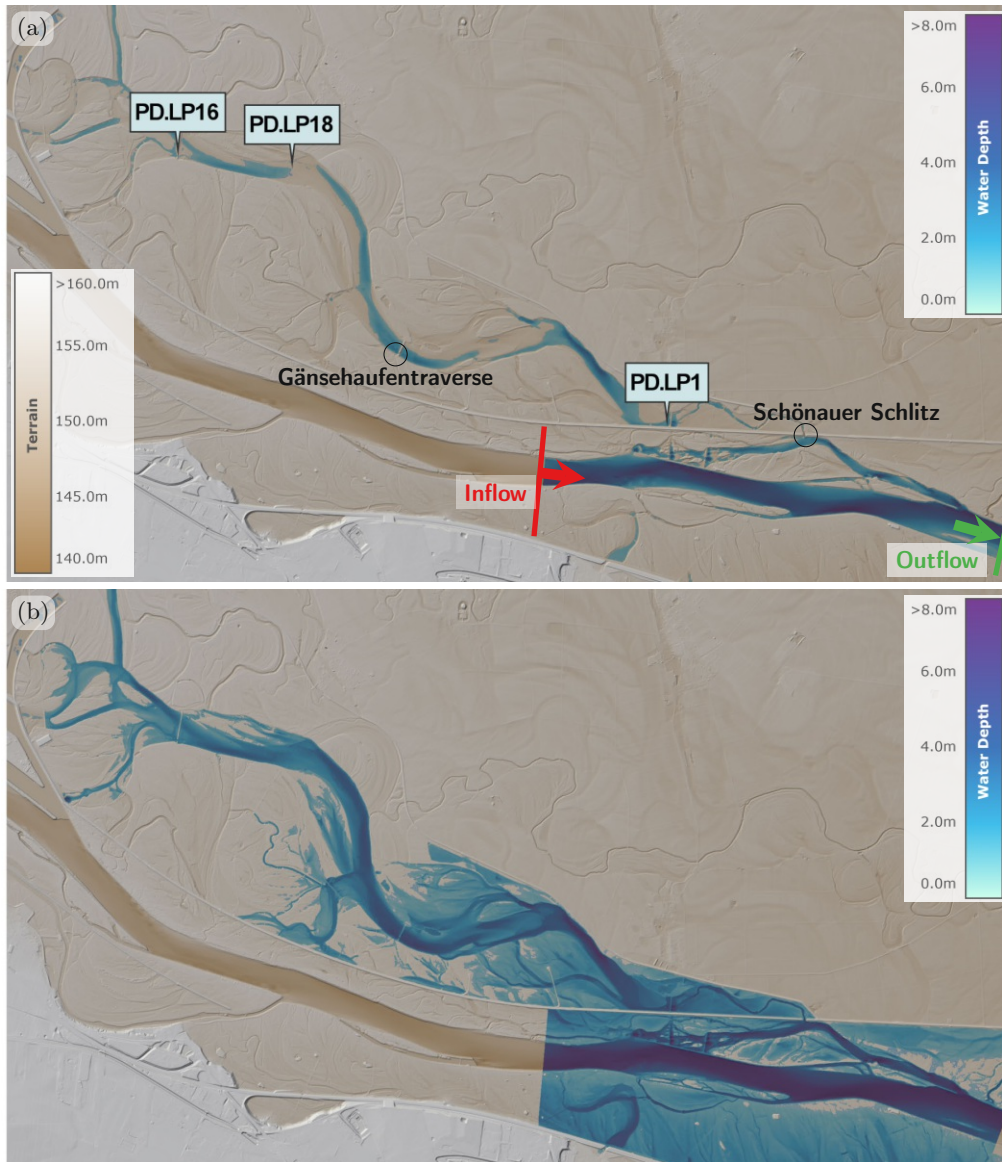 (a)
>8.0m
6.0m
4.0m
2.0m
0.0m
Water Depth
PD.LP16
PD.LP18
>160.0m
155.0m
150.0m
145.0m
140.0m
Terrain
Gänsehaufentraverse
PD.LP1
Schönauer Schlitz
Inflow
Outflow
(b)
>8.0m
6.0m
4.0m
2.0m
0.0m
Water Depth